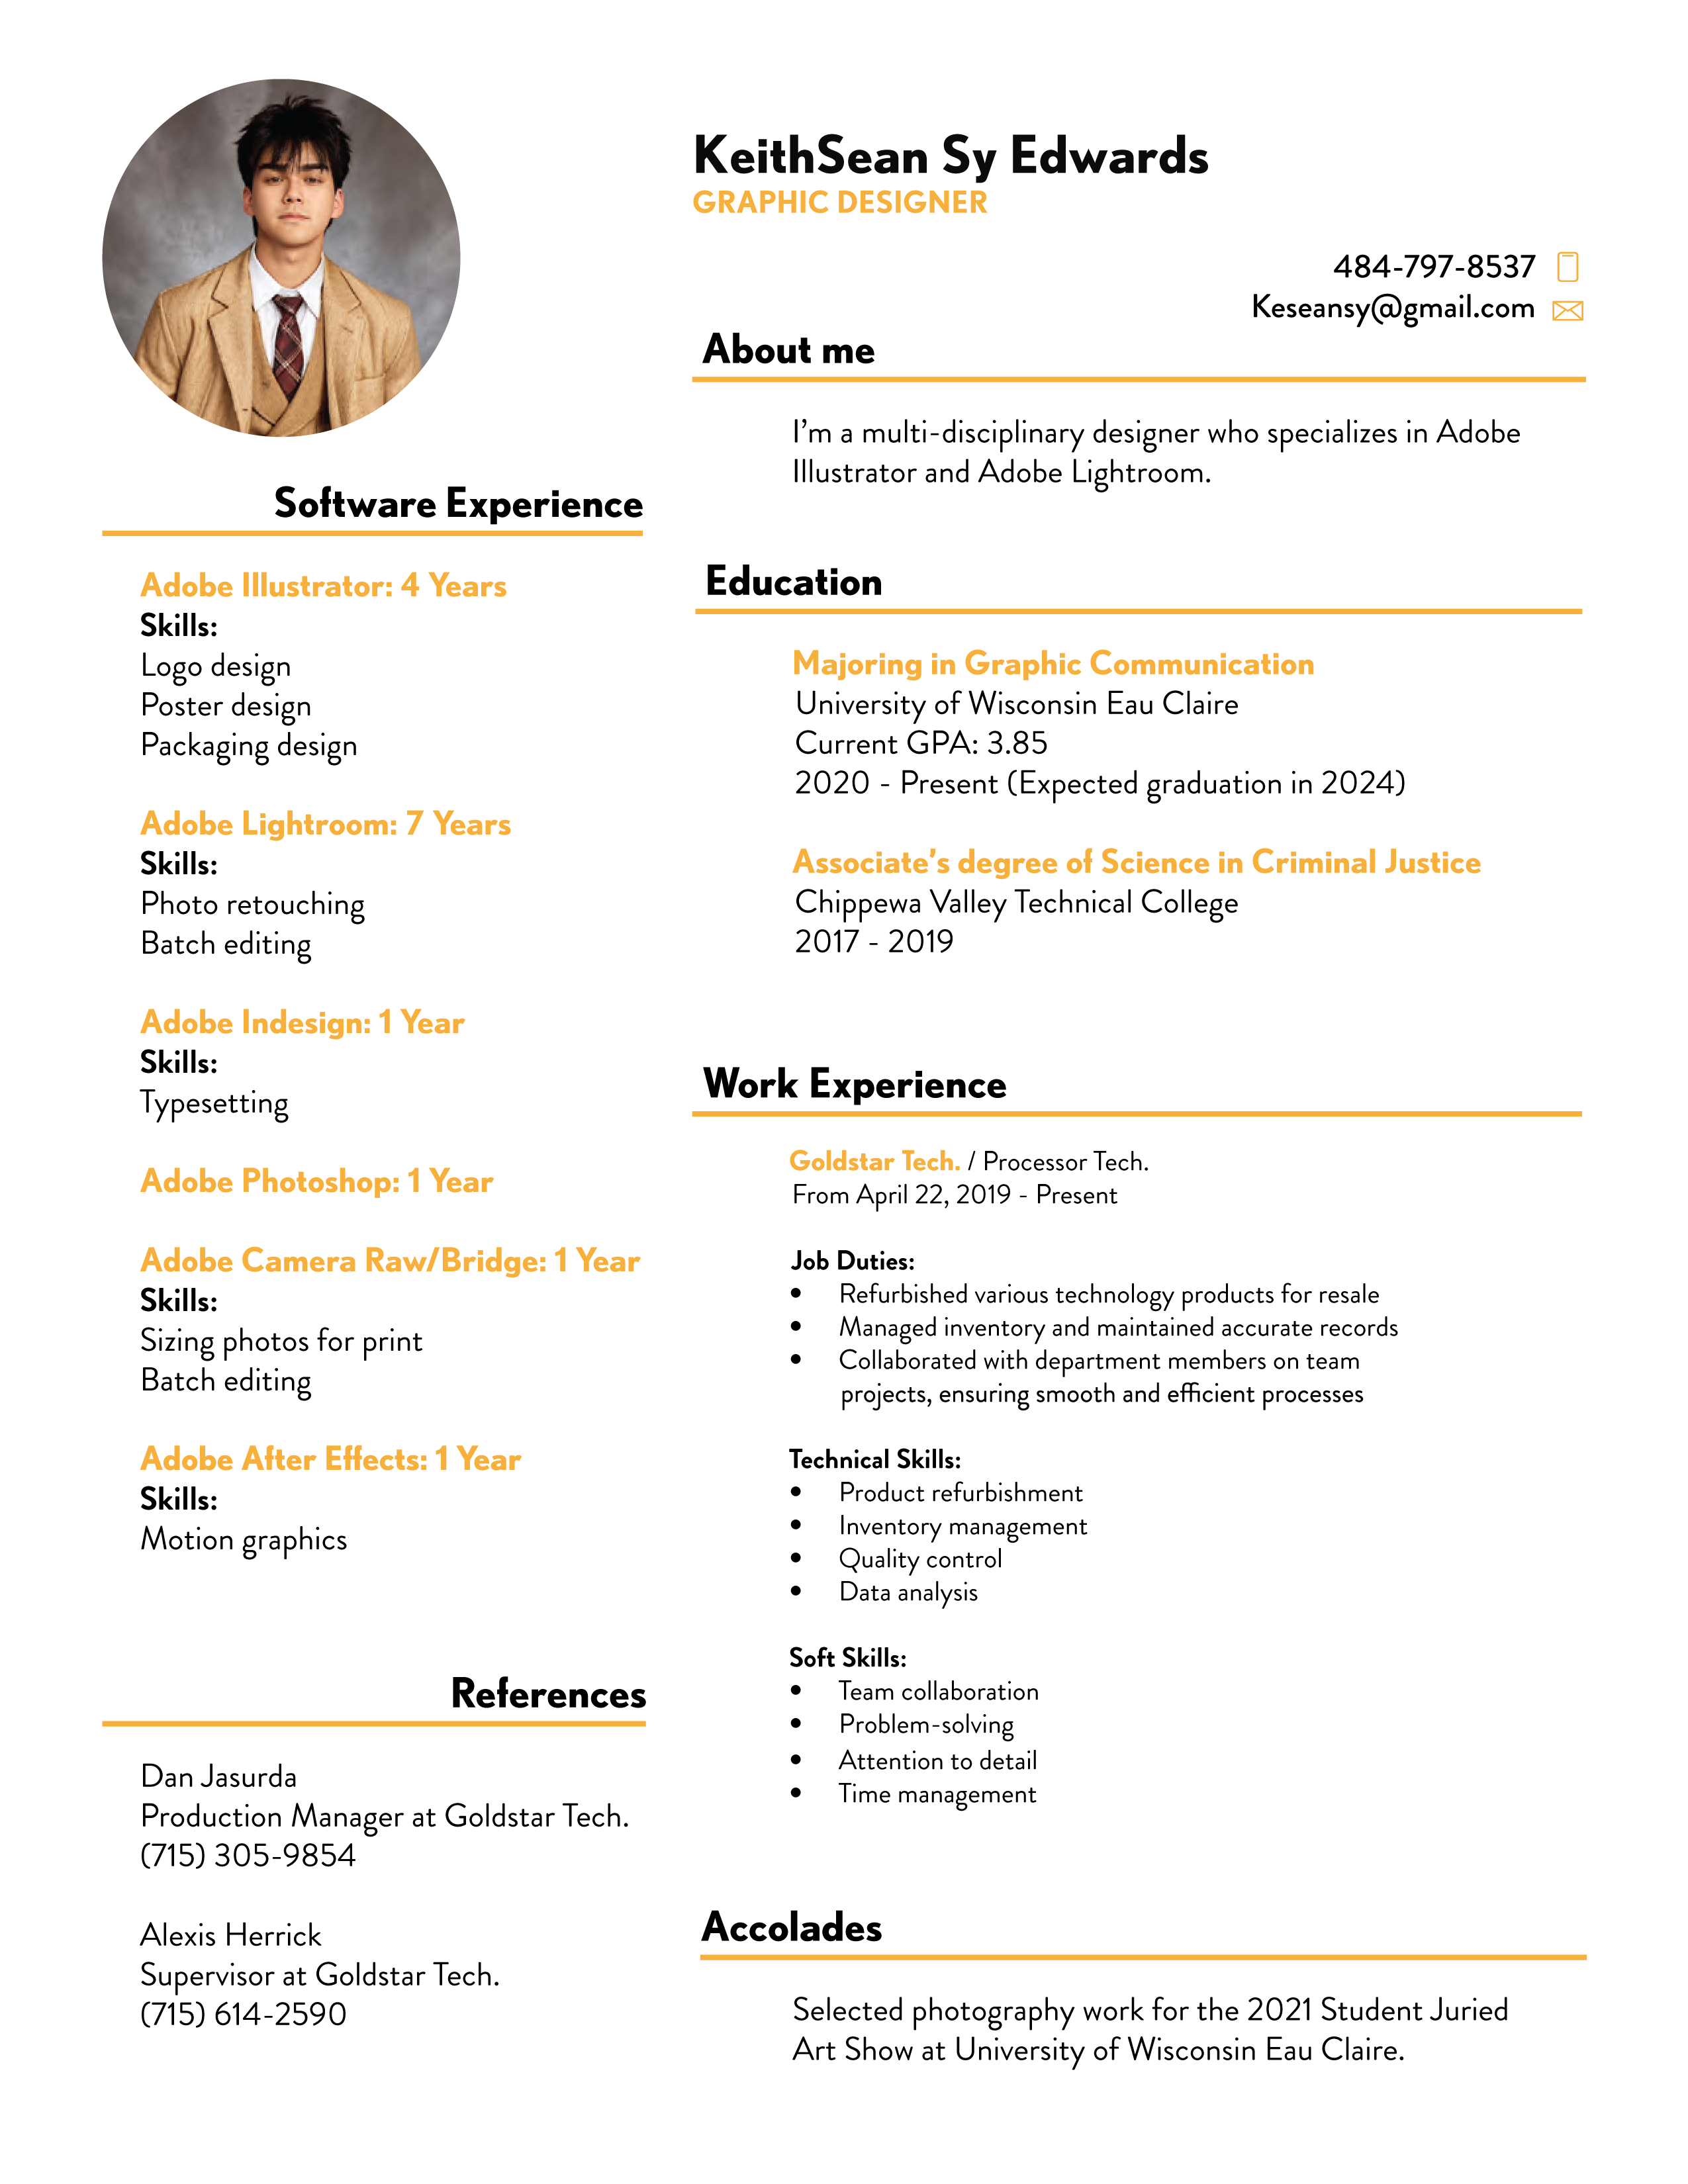 KeithSean Sy Edwards
GRAPHIC DESIGNER
484-797-8537
Keseansy@gmail.com
About me
I'm a multi-disciplinary designer who specializes in Adobe
Illustrator and Adobe Lightroom.
Software Experience
Adobe Illustrator: 4 Years
Skills:
Logo design
Poster design
Packaging design
Adobe Lightroom: 7 Years
Skills:
Photo retouching
Batch editing
Adobe Indesign: 1 Year
Skills:
Typesetting
Adobe Photoshop: 1 Year
Adobe Camera Raw/Bridge: 1 Year
Skills:
Sizing photos for print
Batch editing
Adobe After Effects: 1 Year
Skills:
Motion graphics
References
Dan Jasurda
Production Manager at Goldstar Tech.
(715) 305-9854
Alexis Herrick
Supervisor at Goldstar Tech.
(715) 614-2590
Education
Majoring in Graphic Communication
University of Wisconsin Eau Claire
Current GPA: 3.85
2020 - Present (Expected graduation in 2024)
Associate's degree of Science in Criminal Justice
Chippewa Valley Technical College
2017 - 2019
Work Experience
Goldstar Tech. / Processor Tech.
From April 22, 2019 - Present
Job Duties:
• Refurbished various technology products for resale
• Managed inventory and maintained accurate records
• Collaborated with department members on team
projects, ensuring smooth and efficient processes
Technical Skills:
• Product refurbishment
• Inventory management
• Quality control
• Data analysis
Soft Skills:
• Team collaboration
• Problem-solving
• Attention to detail
• Time management
Accolades
Selected photography work for the 2021 Student Juried
Art Show at University of Wisconsin Eau Claire.